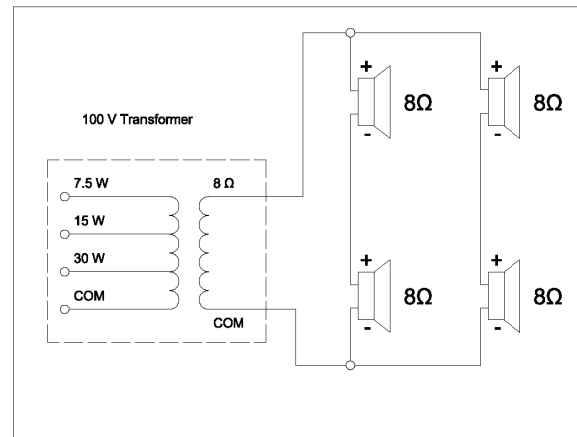 100 V Transformer
7.5 W
8 Ω
15 W
30 W
COM
COM
+
8Ω
-
+
8Ω
-
+
8Ω
-
+
8Ω
-